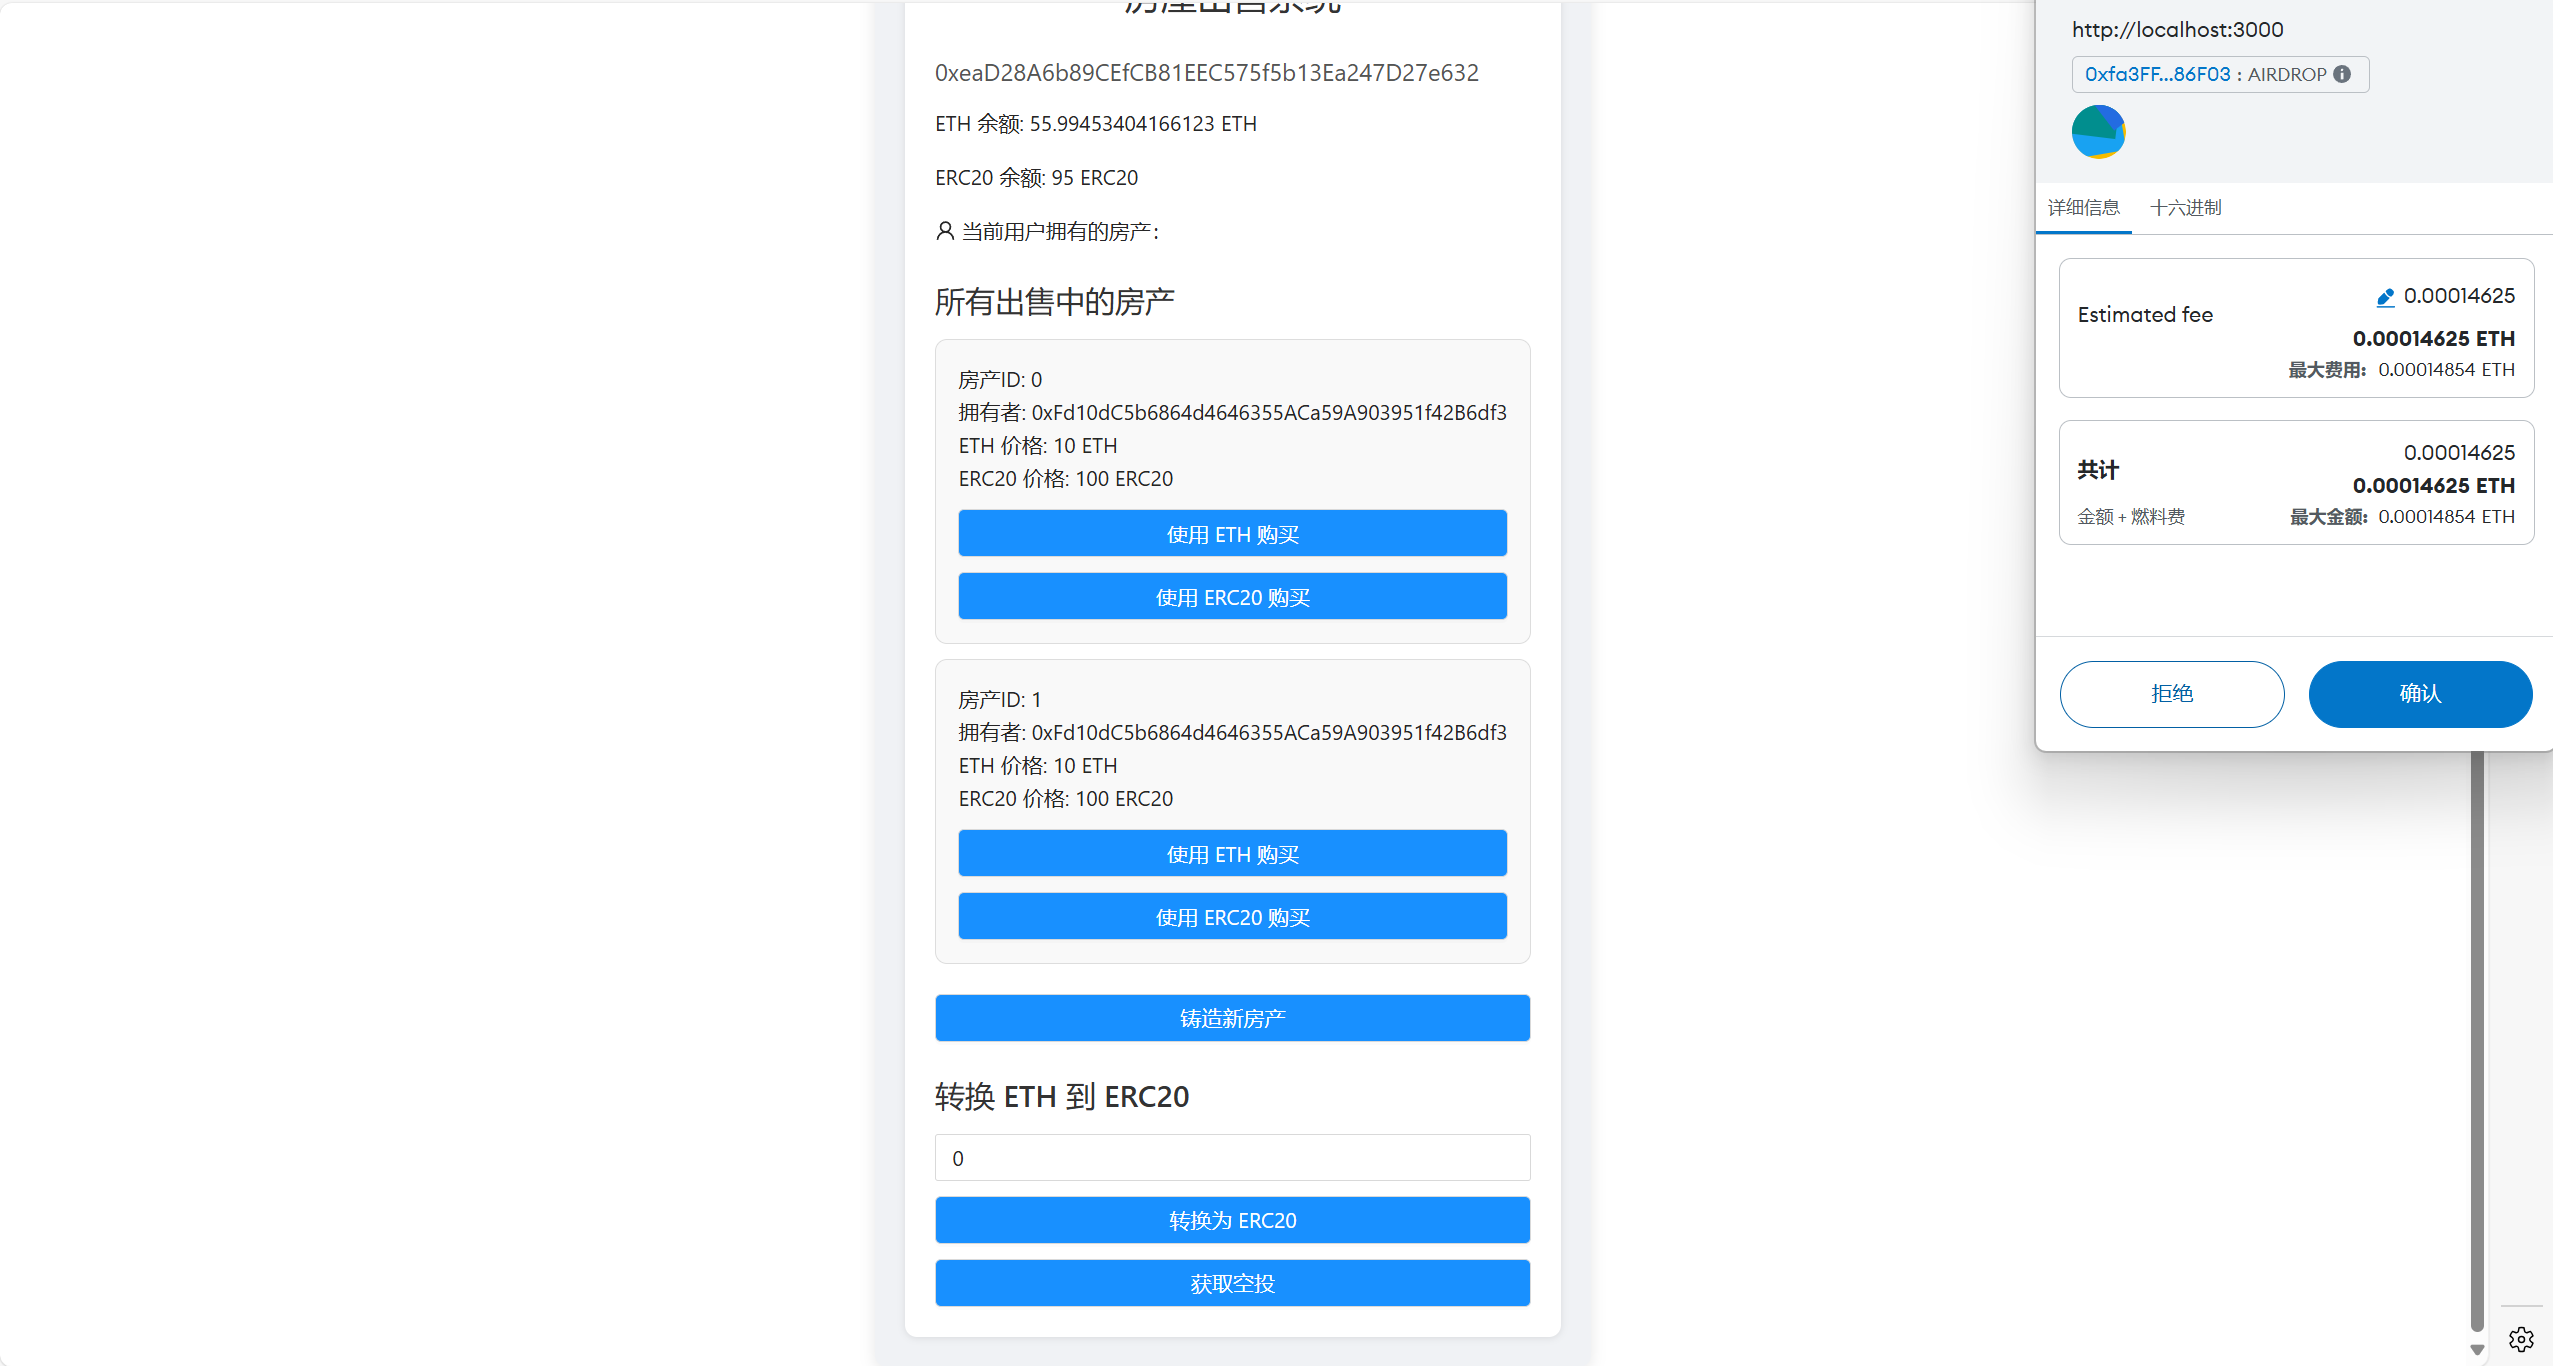 房屋出售系统
0xeaD28A6b89CEfCB81EEC575f5b13Ea247D27e632
ETH 余额: 55.99453404166123 ETH
ERC20 余额: 95 ERC20
当前用户拥有的房产:
所有出售中的房产
房产ID: 0
拥有者: 0xFd10dC5b6864d4646355ACa59A903951f42B6df3
ETH 价格: 10 ETH
ERC20 价格: 100 ERC20
使用 ETH 购买
使用 ERC20 购买
房产ID: 1
拥有者: 0xFd10dC5b6864d4646355ACa59A903951f42B6df3
ETH 价格: 10 ETH
ERC20 价格: 100 ERC20
使用 ETH 购买
使用 ERC20 购买
铸造新房产
转换 ETH 到 ERC20
0
转换为 ERC20
获取空投
http://localhost:3000
0xfa3FF...86F03 : AIRDROP
详细信息 十六进制
Estimated fee
0.00014625
0.00014625 ETH
最大费用: 0.00014854 ETH
共计
0.00014625
0.00014625 ETH
金额 + 燃料费
最大金额: 0.00014854 ETH
拒绝
确认